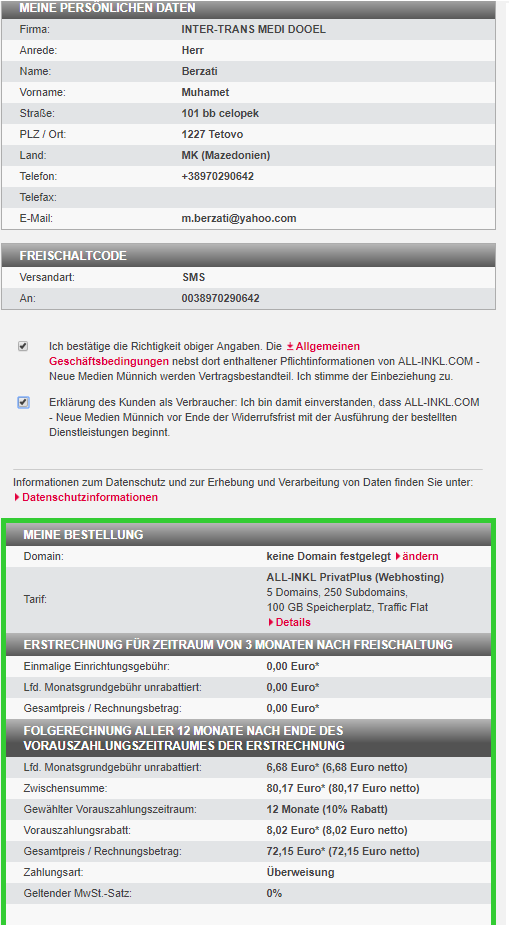 MEINE PERSÖNLICHEN DATEN
Firma: INTER-TRANS MEDI DOOEL
Anrede: Herr
Name: Berzati
Vorname: Muhamet
Straße: 101 bb celopek
PLZ / Ort: 1227 Tetovo
Land: MK (Mazedonien)
Telefon: +38970290642
Telefax:
E-Mail: m.berzati@yahoo.com
FREISCHALTCODE
Versandart: SMS
An: 0038970290642
Ich bestätige die Richtigkeit obiger Angaben. Die Allgemeinen
Geschäftsbedingungen nebst dort enthaltener Pflichtinformationen von ALL-INKL.COM -
Neue Medien Münnich werden Vertragsbestandteil. Ich stimme der Einbeziehung zu.
Erklärung des Kunden als Verbraucher: Ich bin damit einverstanden, dass ALL-INKL.COM
- Neue Medien Münnich vor Ende der Widerrufsfrist mit der Ausführung der bestellten
Dienstleistungen beginnt.
Informationen zum Datenschutz und zur Erhebung und Verarbeitung von Daten finden Sie unter:
Datenschutzinformationen
MEINE BESTELLUNG
Domain: keine Domain festgelegt ändern
ALL-INKL PrivatPlus (Webhosting)
5 Domains, 250 Subdomains,
Tarif: 100 GB Speicherplatz, Traffic Flat
Details
ERSTRECHNUNG FÜR ZEITRAUM VON 3 MONATEN NACH FREISCHALTUNG
Einmalige Einrichtungsgebühr: 0,00 Euro*
Lfd. Monatsgrundgebühr unrabattiert: 0,00 Euro*
Gesamtpreis / Rechnungsbetrag: 0,00 Euro*
FOLGERECHNUNG ALLER 12 MONATE NACH ENDE DES
VORAUSZAHLUNGSZEITRAUMES DER ERSTRECHNUNG
Lfd. Monatsgrundgebühr unrabattiert: 6,68 Euro* (6,68 Euro netto)
Zwischensumme: 80,17 Euro* (80,17 Euro netto)
Gewählter Vorauszahlungszeitraum: 12 Monate (10% Rabatt)
Vorauszahlungsrabatt: 8,02 Euro* (8,02 Euro netto)
Gesamtpreis / Rechnungsbetrag: 72,15 Euro* (72,15 Euro netto)
Zahlungsart: Überweisung
Geltender MwSt.-Satz: 0%